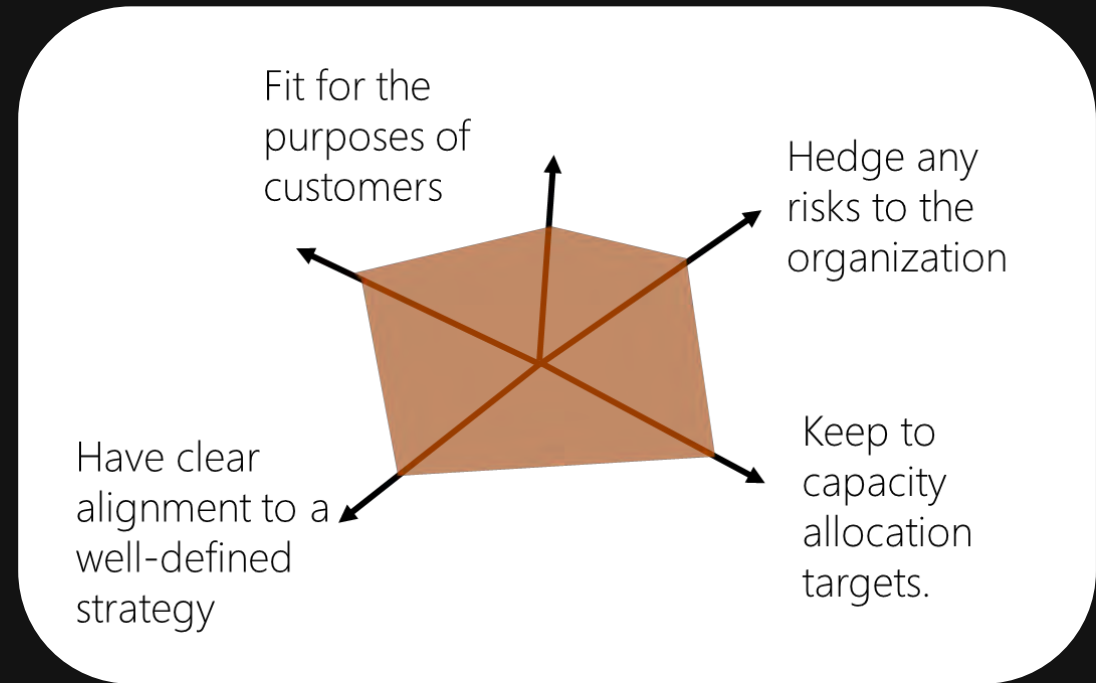 Fit for the
purposes of
customers
Hedge any
risks to the
organization
Have clear
alignment to a
well-defined
strategy
Keep to
capacity
allocation
targets.